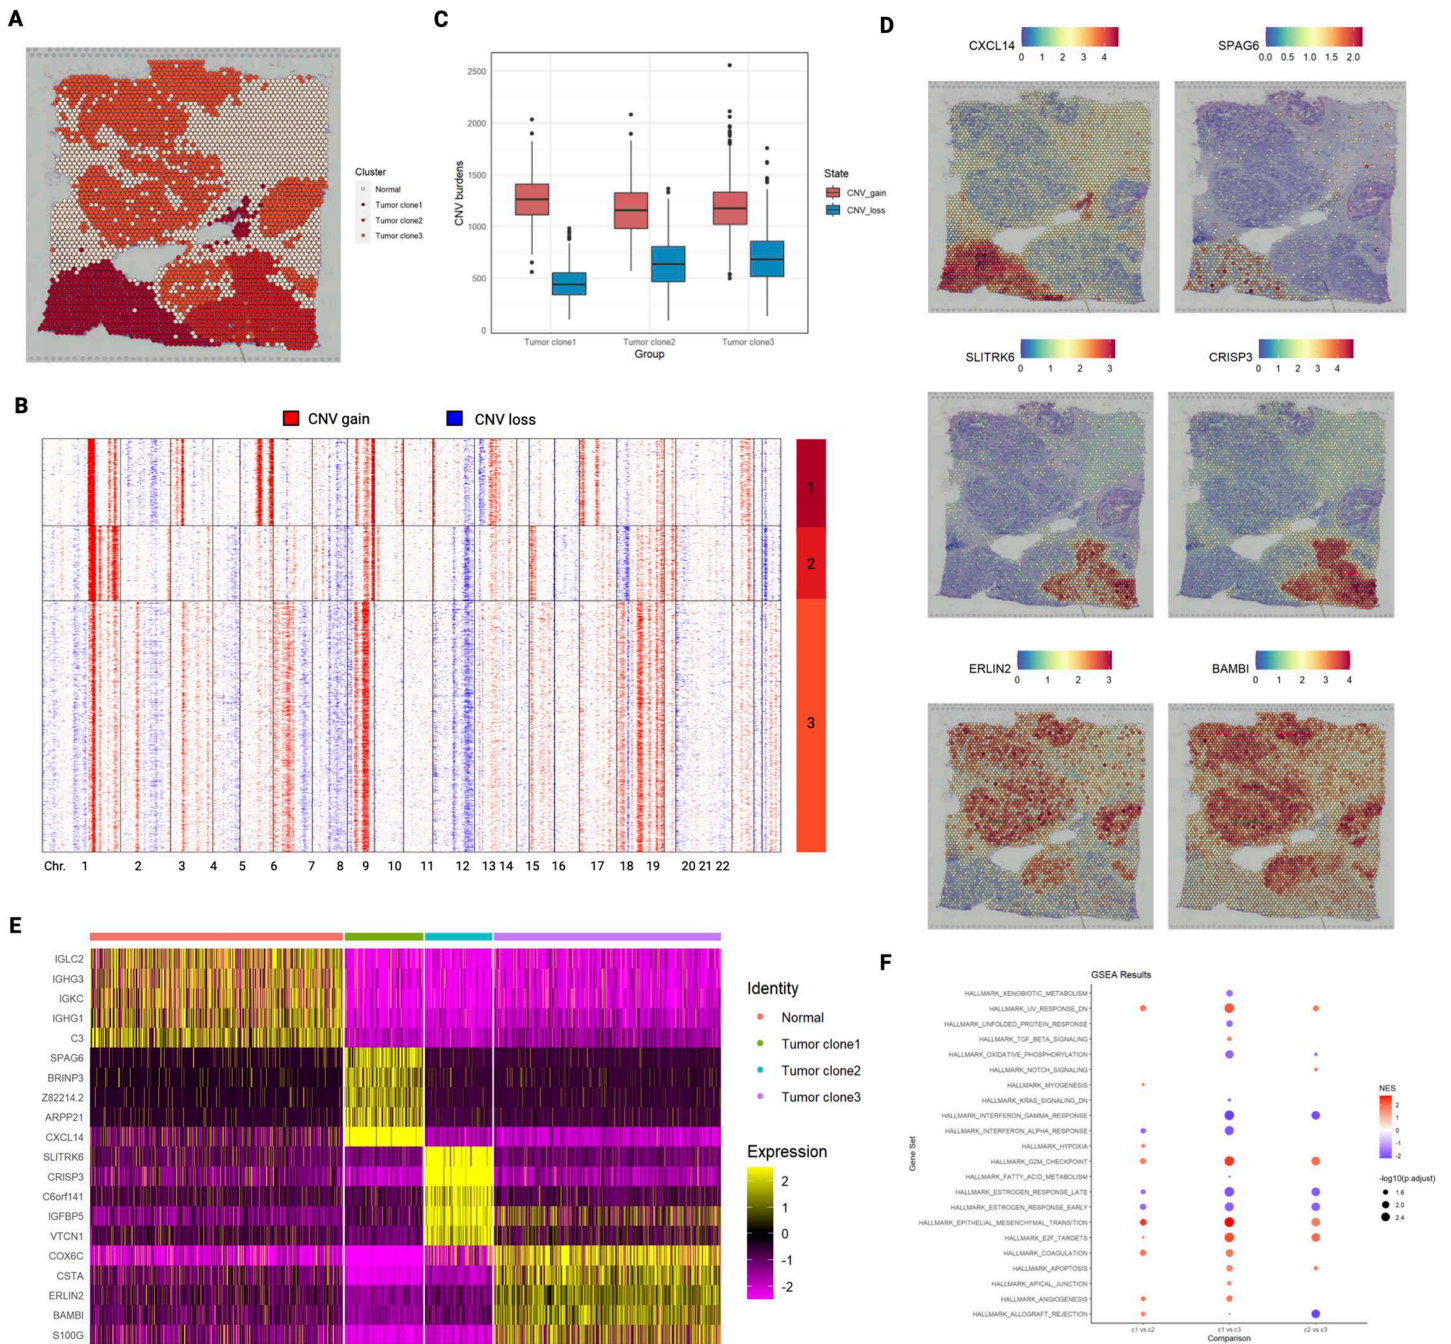 A
Cluster
Normal
Tumor clone1
Tumor clone2
Tumor clone3
C
2500
2000
1500
1000
500
0
CNV burdens
Tumor clone1 Tumor clone2 Tumor clone3
Group
State
CNV_gain
CNV_loss
D
CXCL14
0 1 2 3 4
SPAG6
0.0 0.5 1.0 1.5 2.0
SLITRK6
0 1 2 3
CRISP3
0 1 2 3 4
ERLIN2
0 1 2 3
BAMBI
0 1 2 3 4
B
CNV gain CNV loss
1
2
3
Chr. 1 2 3 4 5 6 7 8 9 10 11 12 13 14 15 16 17 18 19 20 21 22
E
IGLC2
IGHG3
IGKC
IGHG1
C3
SPAG6
BRINP3
Z82214.2
ARPP21
CXCL14
SLITRK6
CRISP3
C6orf141
IGFBP5
VTCN1
COX6C
CSTA
ERLIN2
BAMBI
S100G
Identity
Normal
Tumor clone1
Tumor clone2
Tumor clone3
Expression
2
1
0
-1
-2
F
GSEA Results
HALLMARK_XENOBIOTIC_METABOLISM
HALLMARK_UV_RESPONSE_DN
HALLMARK_UNFOLDED_PROTEIN_RESPONSE
HALLMARK_TGF_BETA_SIGNALING
HALLMARK_OXIDATIVE_PHOSPHORYLATION
HALLMARK_NOTCH_SIGNALING
HALLMARK_MYOGENESIS
HALLMARK_KRAS_SIGNALING_DN
HALLMARK_INTERFERON_GAMMA_RESPONSE
HALLMARK_INTERFERON_ALPHA_RESPONSE
HALLMARK_HYPOXIA
HALLMARK_G2M_CHECKPOINT
HALLMARK_FATTY_ACID_METABOLISM
HALLMARK_ESTROGEN_RESPONSE_LATE
HALLMARK_ESTROGEN_RESPONSE_EARLY
HALLMARK_EPITHELIAL_MESENCHYMAL_TRANSITION
HALLMARK_E2F_TARGETS
HALLMARK_COAGULATION
HALLMARK_APOPTOSIS
HALLMARK_APICAL_JUNCTION
HALLMARK_ANGIOGENESIS
HALLMARK_ALLOGRAFT_REJECTION
Gene Set
c1 vs c2 c1 vs c3 c2 vs c3
Comparison
NES
2
1
0
-1
-2
-log10(p.adjust)
1.6
2.0
2.4